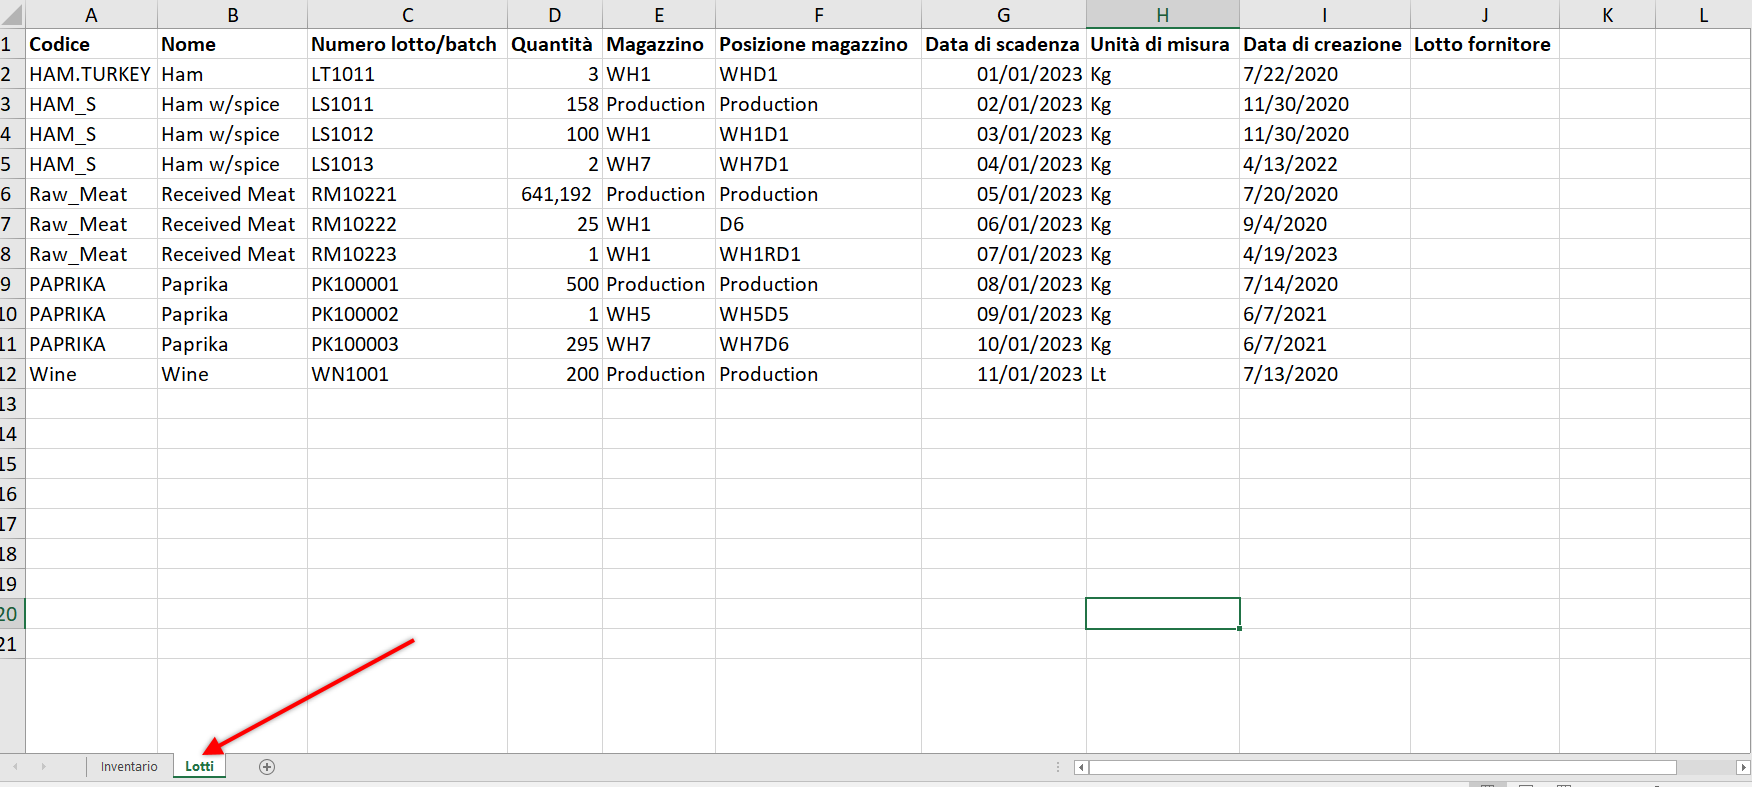 A B C D E F G H I J K L
1 Codice Nome Numero lotto/batch Quantità Magazzino Posizione magazzino Data di scadenza Unità di misura Data di creazione Lotto fornitore
2 HAM.TURKEY Ham LT1011 3 WH1 WHD1 01/01/2023 Kg 7/22/2020
3 HAM_S Ham w/spice LS1011 158 Production Production 02/01/2023 Kg 11/30/2020
4 HAM_S Ham w/spice LS1012 100 WH1 WH1D1 03/01/2023 Kg 11/30/2020
5 HAM_S Ham w/spice LS1013 2 WH7 WH7D1 04/01/2023 Kg 4/13/2022
6 Raw_Meat Received Meat RM10221 641,192 Production Production 05/01/2023 Kg 7/20/2020
7 Raw_Meat Received Meat RM10222 25 WH1 D6 06/01/2023 Kg 9/4/2020
8 Raw_Meat Received Meat RM10223 1 WH1 WH1RD1 07/01/2023 Kg 4/19/2023
9 PAPRIKA Paprika PK100001 500 Production Production 08/01/2023 Kg 7/14/2020
10 PAPRIKA Paprika PK100002 1 WH5 WH5D5 09/01/2023 Kg 6/7/2021
11 PAPRIKA Paprika PK100003 295 WH7 WH7D6 10/01/2023 Kg 6/7/2021
12 Wine Wine WN1001 200 Production Production 11/01/2023 Lt 7/13/2020
13
14
15
16
17
18
19
20
21
Inventario Lotti